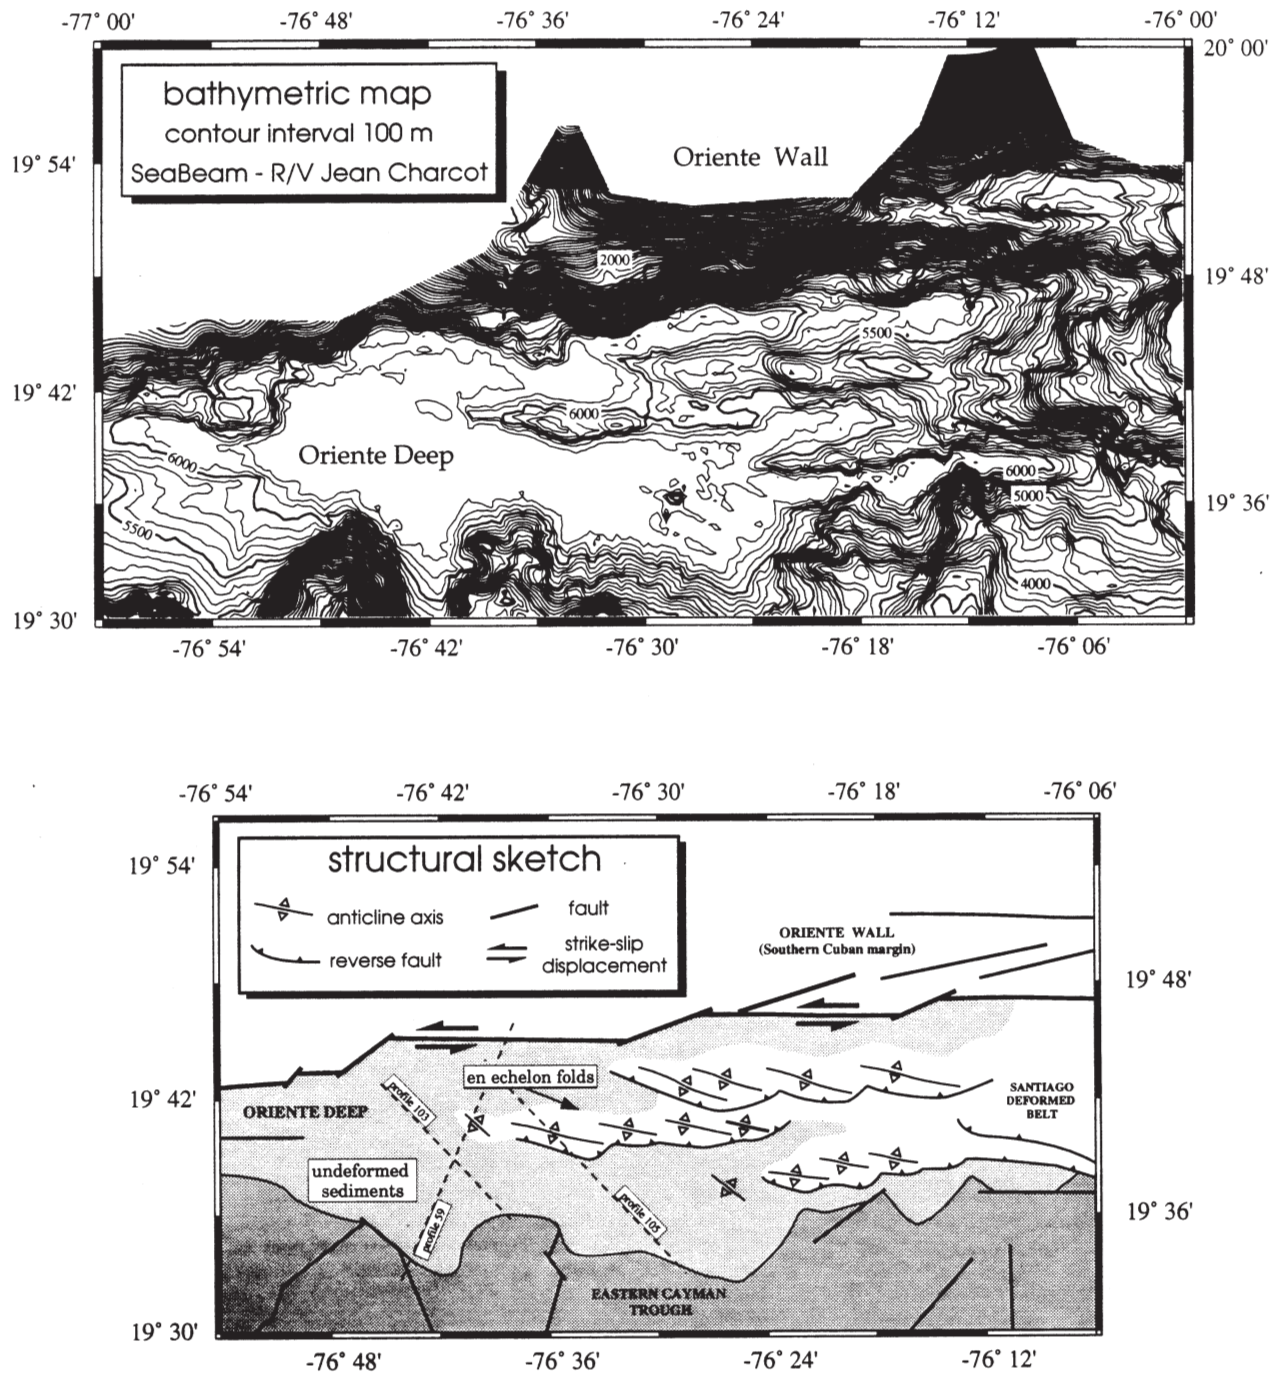 -77° 00'
-76° 48'
-76° 36'
-76° 24'
-76° 12'
-76° 00'
20° 00'
bathymetric map
contour interval 100 m
SeaBeam - R/V Jean Charcot
Oriente Wall
19° 54'
2000
19° 48'
5500
19° 42'
6000
Oriente Deep
6000
6000
5000
19° 36'
5500
4000
19° 30'
-76° 54'
-76° 42'
-76° 30'
-76° 18'
-76° 06'
-76° 54'
-76° 42'
-76° 30'
-76° 18'
-76° 06'
structural sketch
19° 54'
anticline axis
fault
reverse fault
strike-slip
displacement
ORIENTE WALL
(Southern Cuban margin)
19° 48'
en echelon folds
19° 42'
profile 103
ORIENTE DEEP
SANTIAGO
DEFORMED
BELT
undeformed
sediments
profile 59
profile 105
19° 36'
EASTERN CAYMAN
TROUGH
19° 30'
-76° 48'
-76° 36'
-76° 24'
-76° 12'